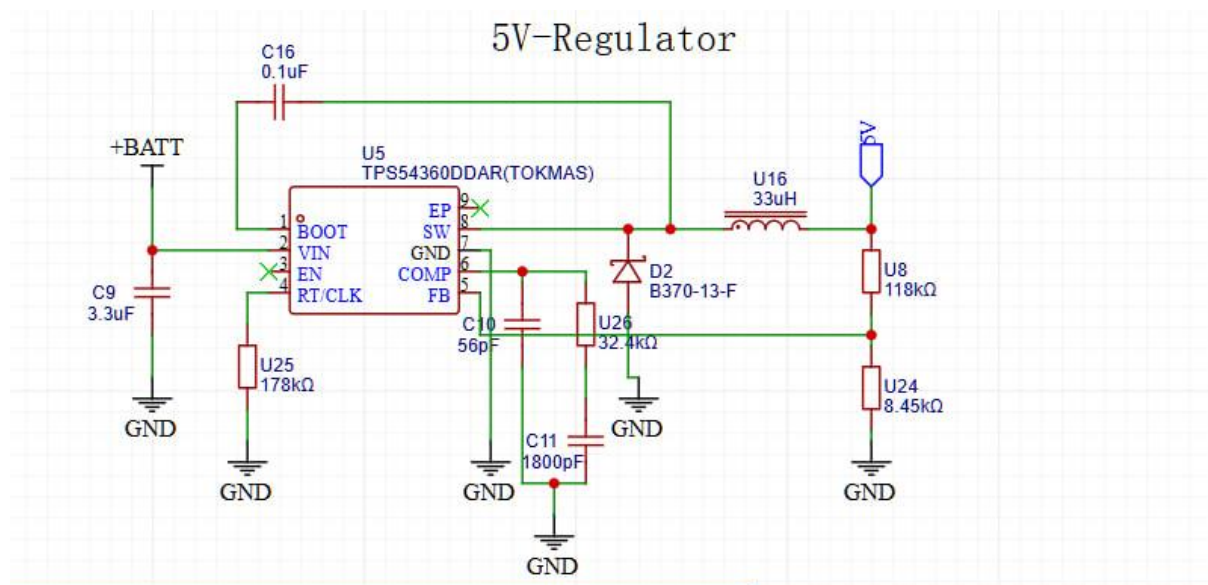 5V-Regulator
C16
0.1uF
+BATT
5V
U5
TPS54360DDAR(TOKMAS)
U16
33uH
1
BOOT
2
VIN
3
EN
4
RT/CLK
9
EP
8
SW
7
GND
6
COMP
5
FB
C9
3.3uF
D2
B370-13-F
U8
118kΩ
C10
56pF
U26
32.4kΩ
U25
178kΩ
U24
8.45kΩ
C11
1800pF
GND
GND
GND
GND
GND
GND